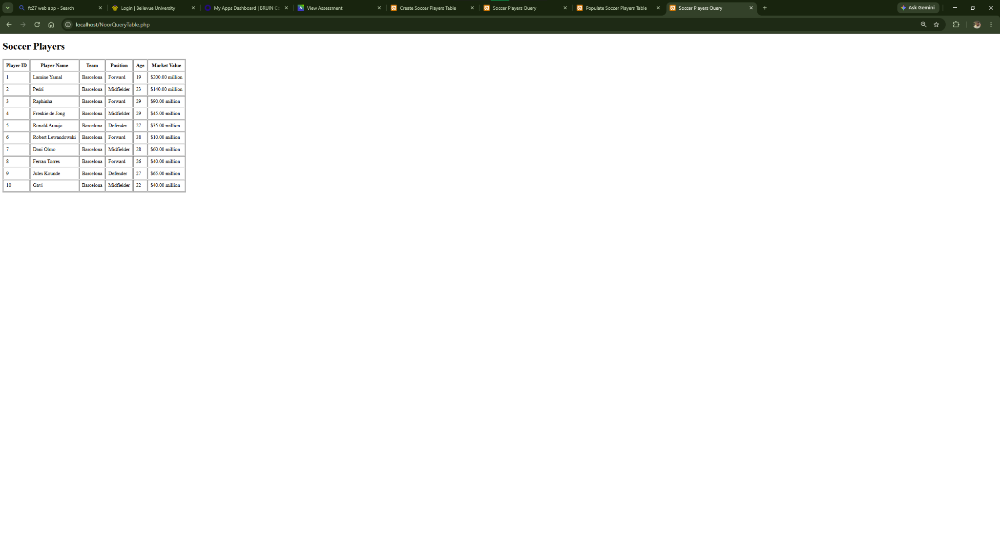 fc27 web app - Search
Login | Bellevue University
My Apps Dashboard | BRUIN Co
View Assessment
Create Soccer Players Table
Soccer Players Query
Populate Soccer Players Table
Soccer Players Query
Ask Gemini
localhost/NoorQueryTable.php
Soccer Players
Player ID Player Name Team Position Age Market Value
1 Lamine Yamal Barcelona Forward 19 $200.00 million
2 Pedri Barcelona Midfielder 23 $140.00 million
3 Raphinha Barcelona Forward 29 $90.00 million
4 Frenkie de Jong Barcelona Midfielder 29 $45.00 million
5 Ronald Araujo Barcelona Defender 27 $35.00 million
6 Robert Lewandowski Barcelona Forward 38 $10.00 million
7 Dani Olmo Barcelona Midfielder 28 $60.00 million
8 Ferran Torres Barcelona Forward 26 $40.00 million
9 Jules Kounde Barcelona Defender 27 $65.00 million
10 Gavi Barcelona Midfielder 22 $40.00 million